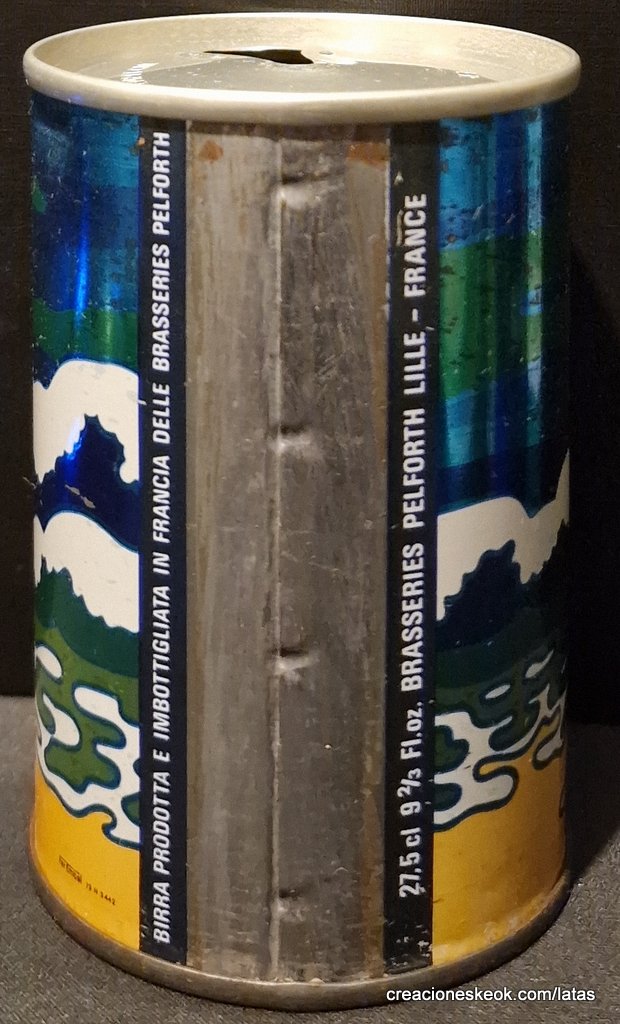 BIRRA PRODOTTA E IMBOTTIGLIATA IN FRANCIA DELLE BRASSERIES PELFORTH
27,5 cl 9 2/3 Fl.oz. BRASSERIES PELFORTH LILLE - FRANCE
creacioneskeok.com/latas